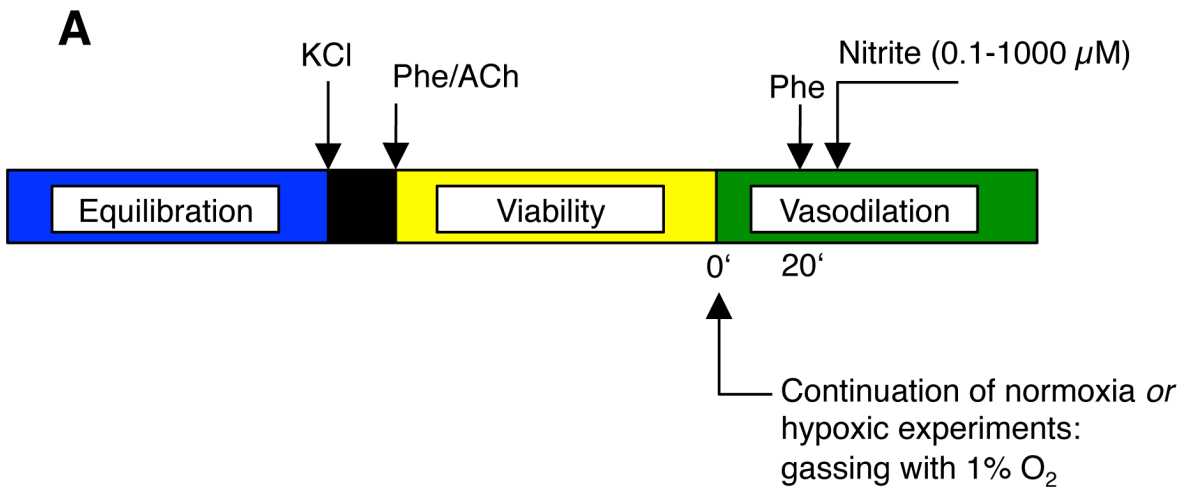 A
KCl
Phe/ACh
Phe
Nitrite (0.1-1000 µM)
Equilibration
Viability
Vasodilation
0‘
20‘
Continuation of normoxia or
hypoxic experiments:
gassing with 1% O₂